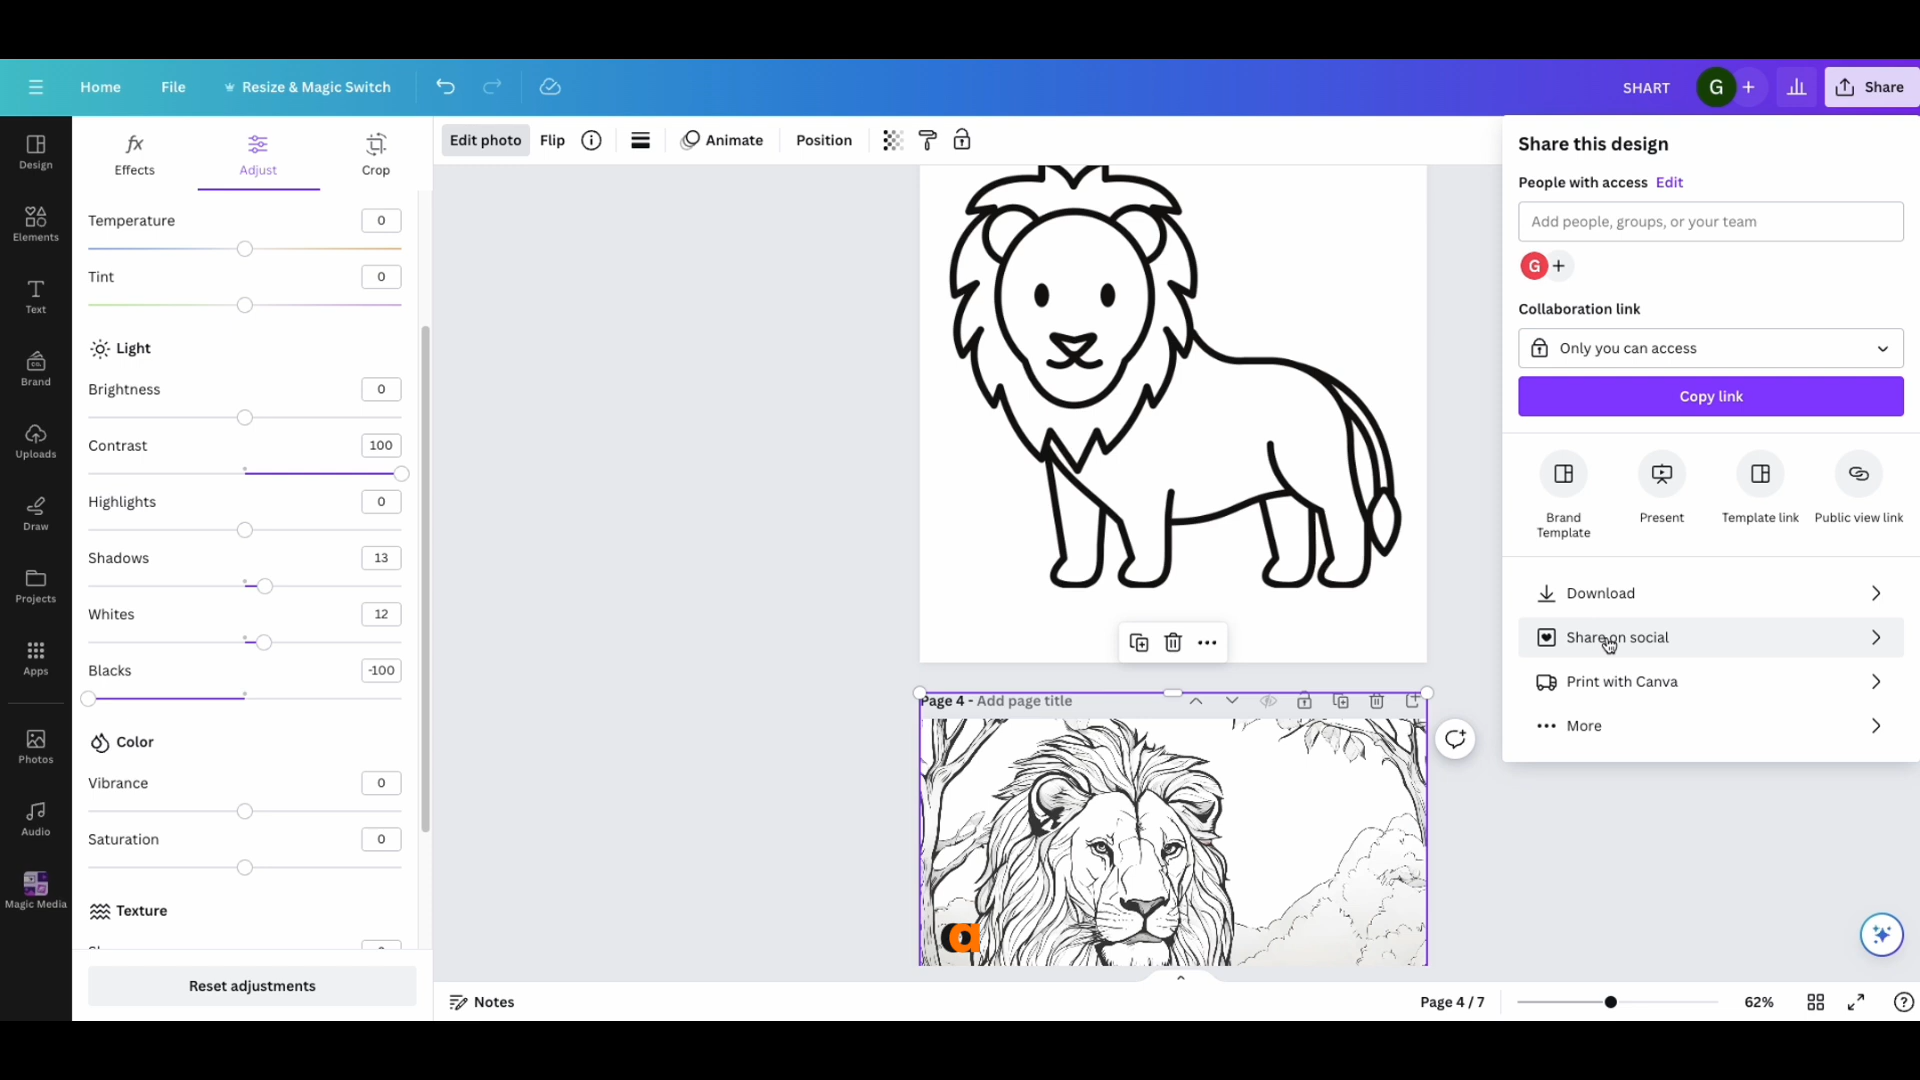 Home File Resize & Magic Switch SHART G + Share
Design
Elements
Text
Brand
Uploads
Draw
Projects
Apps
Photos
Audio
Magic Media
fx
Effects Adjust Crop
Temperature 0
Tint 0
Light
Brightness 0
Contrast 100
Highlights 0
Shadows 13
Whites 12
Blacks -100
Color
Vibrance 0
Saturation 0
Texture
Reset adjustments
Edit photo Flip Animate Position
Page 4 - Add page title
a
Share this design
People with access Edit
Add people, groups, or your team
G +
Collaboration link
Only you can access
Copy link
Brand Template
Present
Template link
Public view link
Download
Share on social
Print with Canva
More
Notes Page 4 / 7 62%